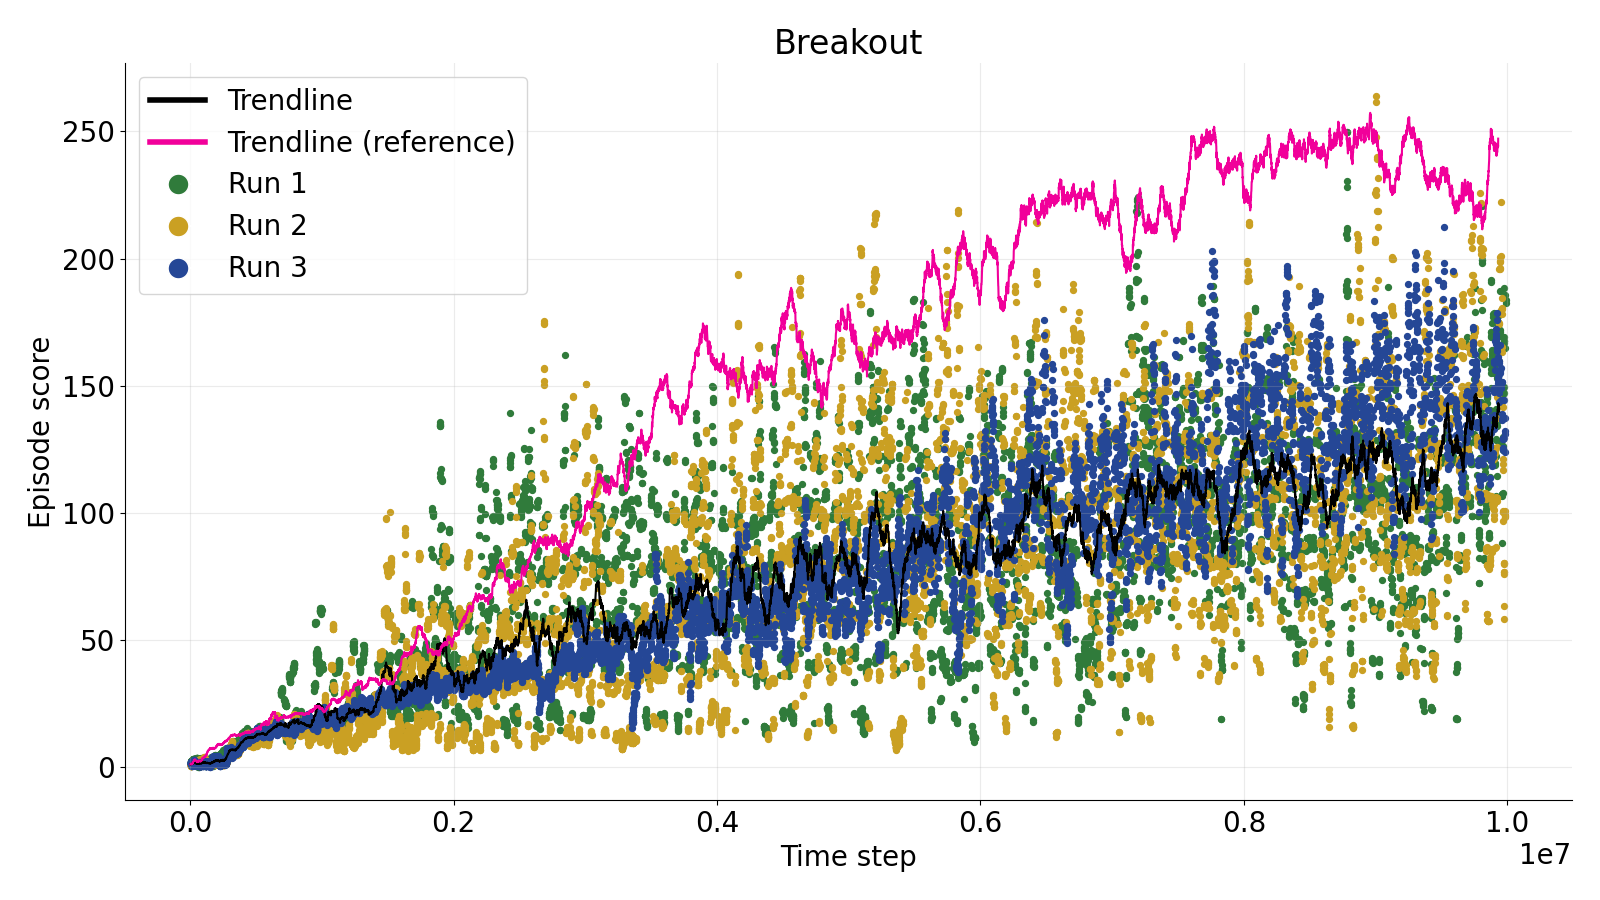 Breakout
Trendline
Trendline (reference)
Run 1
Run 2
Run 3
Episode score
250
200
150
100
50
0
0.0 0.2 0.4 0.6 0.8 1.0
1e7
Time step